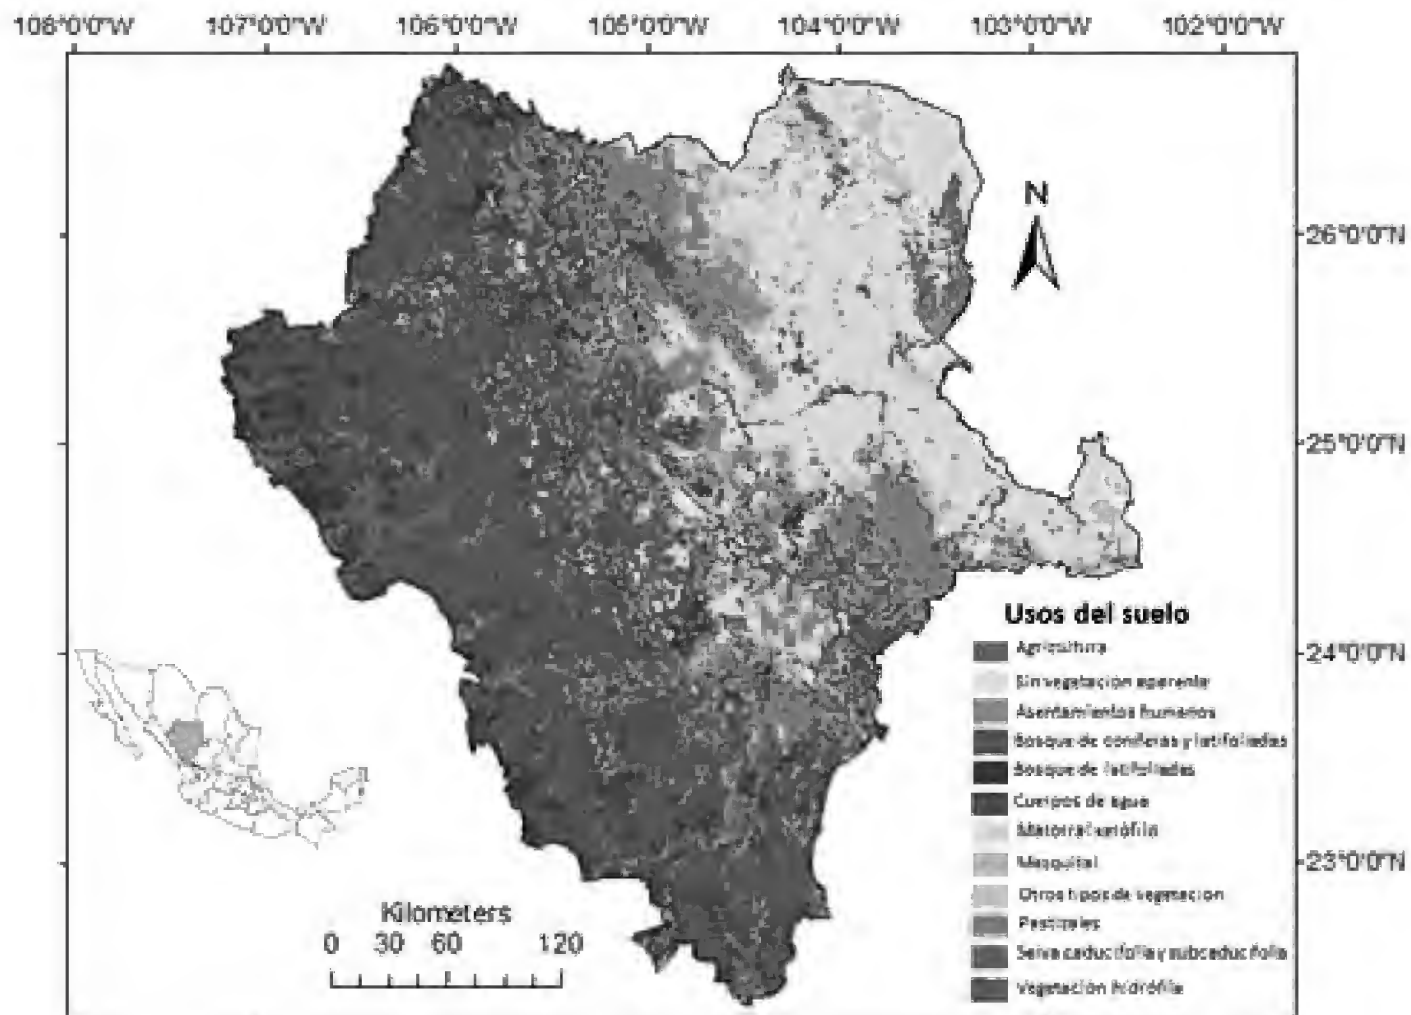 108°0'0"W 107°0'0"W 106°0'0"W 105°0'0"W 104°0'0"W 103°0'0"W 102°0'0"W
N
26°0'0"N
25°0'0"N
24°0'0"N
23°0'0"N
Usos del suelo
Agricultura
Sin vegetación aparente
Asentamientos humanos
Bosque de coníferas y latifoliadas
Bosque de latifoliadas
Cuerpos de agua
Matorral xerófilo
Mezquital
Otros tipos de vegetación
Pastizales
Selva caducifolia y subcaducifolia
Vegetación hidrófila
Kilometers
0 30 60 120